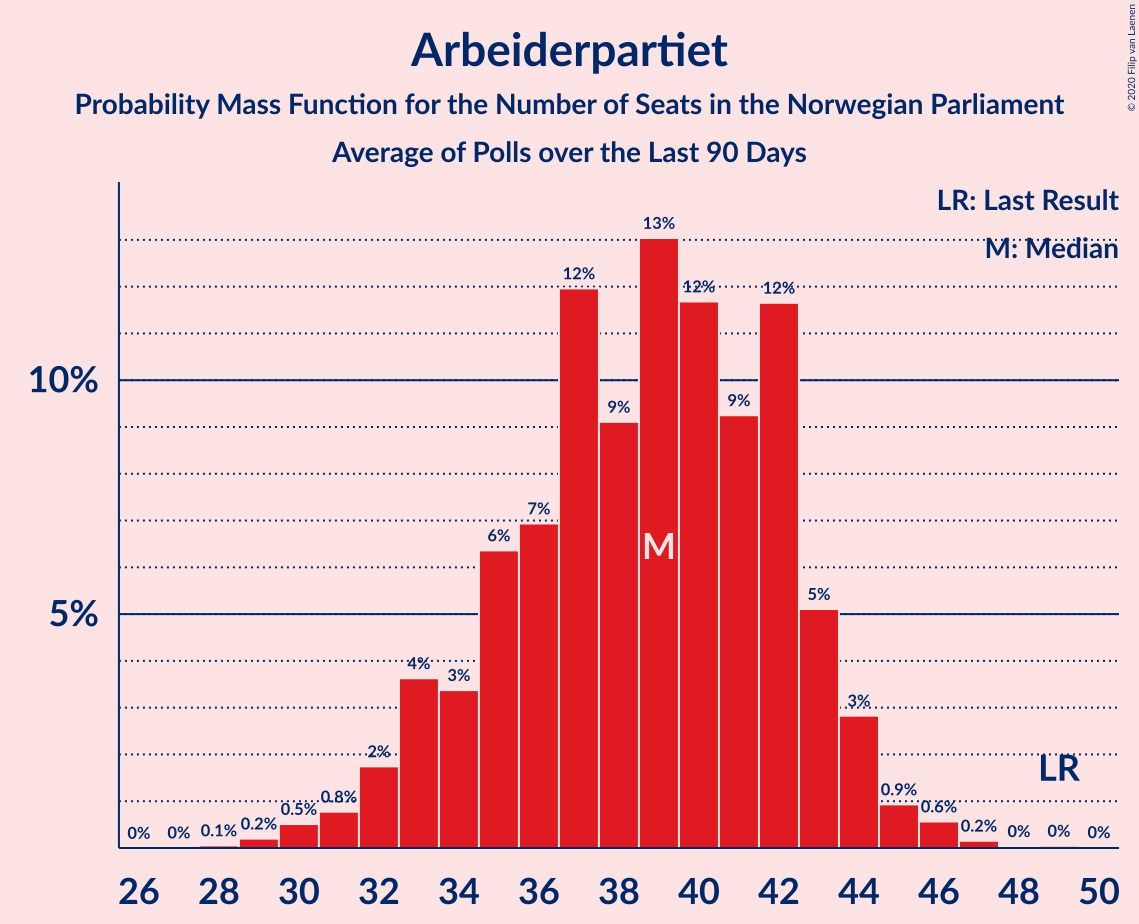 Arbeiderpartiet
Probability Mass Function for the Number of Seats in the Norwegian Parliament
Average of Polls over the Last 90 Days
© 2020 Filip van Laenen
LR: Last Result
M: Median
10%
5%
0% 0% 0.1% 0.2% 0.5% 0.8% 2% 4% 3% 6% 7% 12% 9% 13% 12% 9% 12% 5% 3% 0.9% 0.6% 0.2% 0% 0% 0%
M
LR
26 28 30 32 34 36 38 40 42 44 46 48 50